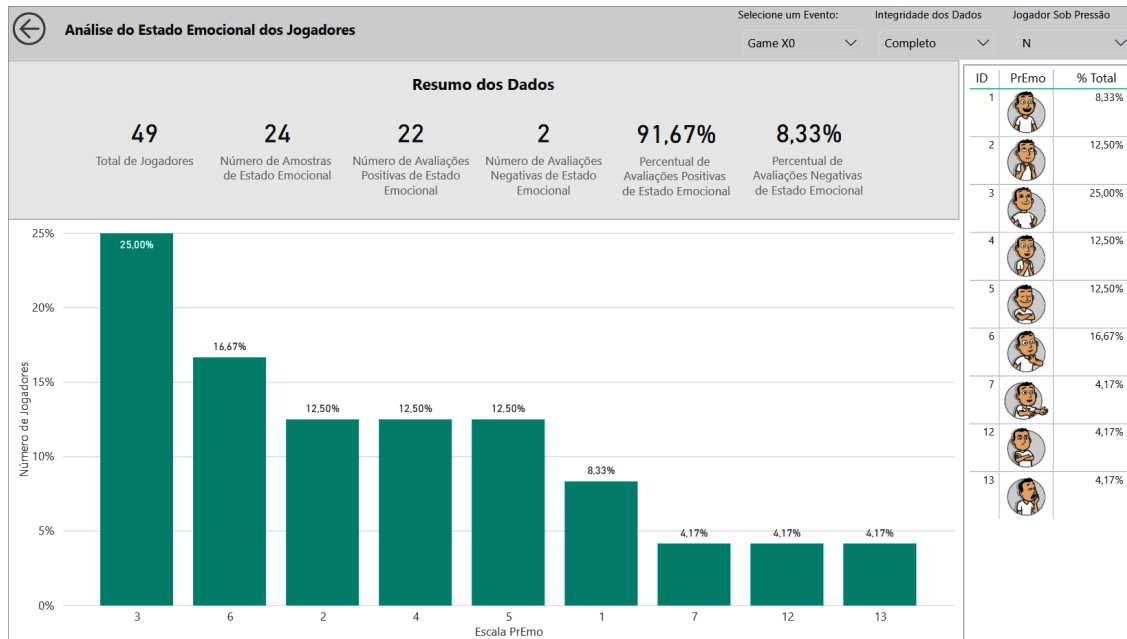 Análise do Estado Emocional dos Jogadores
Selecione um Evento:
Game X0
Integridade dos Dados
Completo
Jogador Sob Pressão
N
Resumo dos Dados
49
Total de Jogadores
24
Número de Amostras
de Estado Emocional
22
Número de Avaliações
Positivas de Estado
Emocional
2
Número de Avaliações
Negativas de Estado
Emocional
91,67%
Percentual de
Avaliações Positivas
de Estado Emocional
8,33%
Percentual de
Avaliações Negativas
de Estado Emocional
Número de Jogadores
25%
20%
15%
10%
5%
0%
25,00%
16,67%
12,50%
12,50%
12,50%
8,33%
4,17%
4,17%
4,17%
3 6 2 4 5 1 7 12 13
Escala PrEmo
ID PrEmo % Total
1 8,33%
2 12,50%
3 25,00%
4 12,50%
5 12,50%
6 16,67%
7 4,17%
12 4,17%
13 4,17%